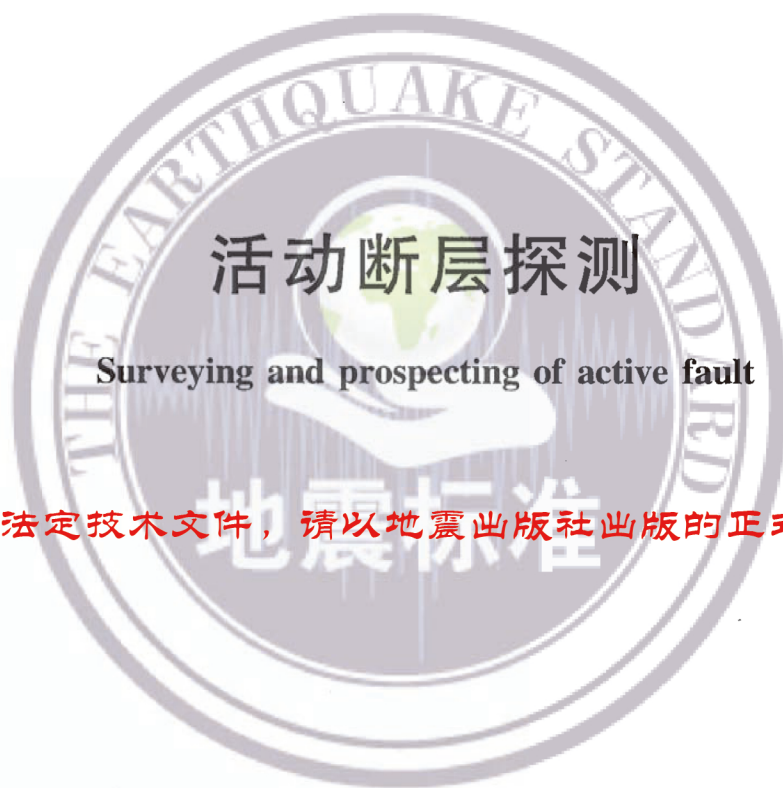 THE EARTHQUAKE STANDARD
活动断层探测
Surveying and prospecting of active fault
地震标准
法定技术文件，请以地震出版社出版的正